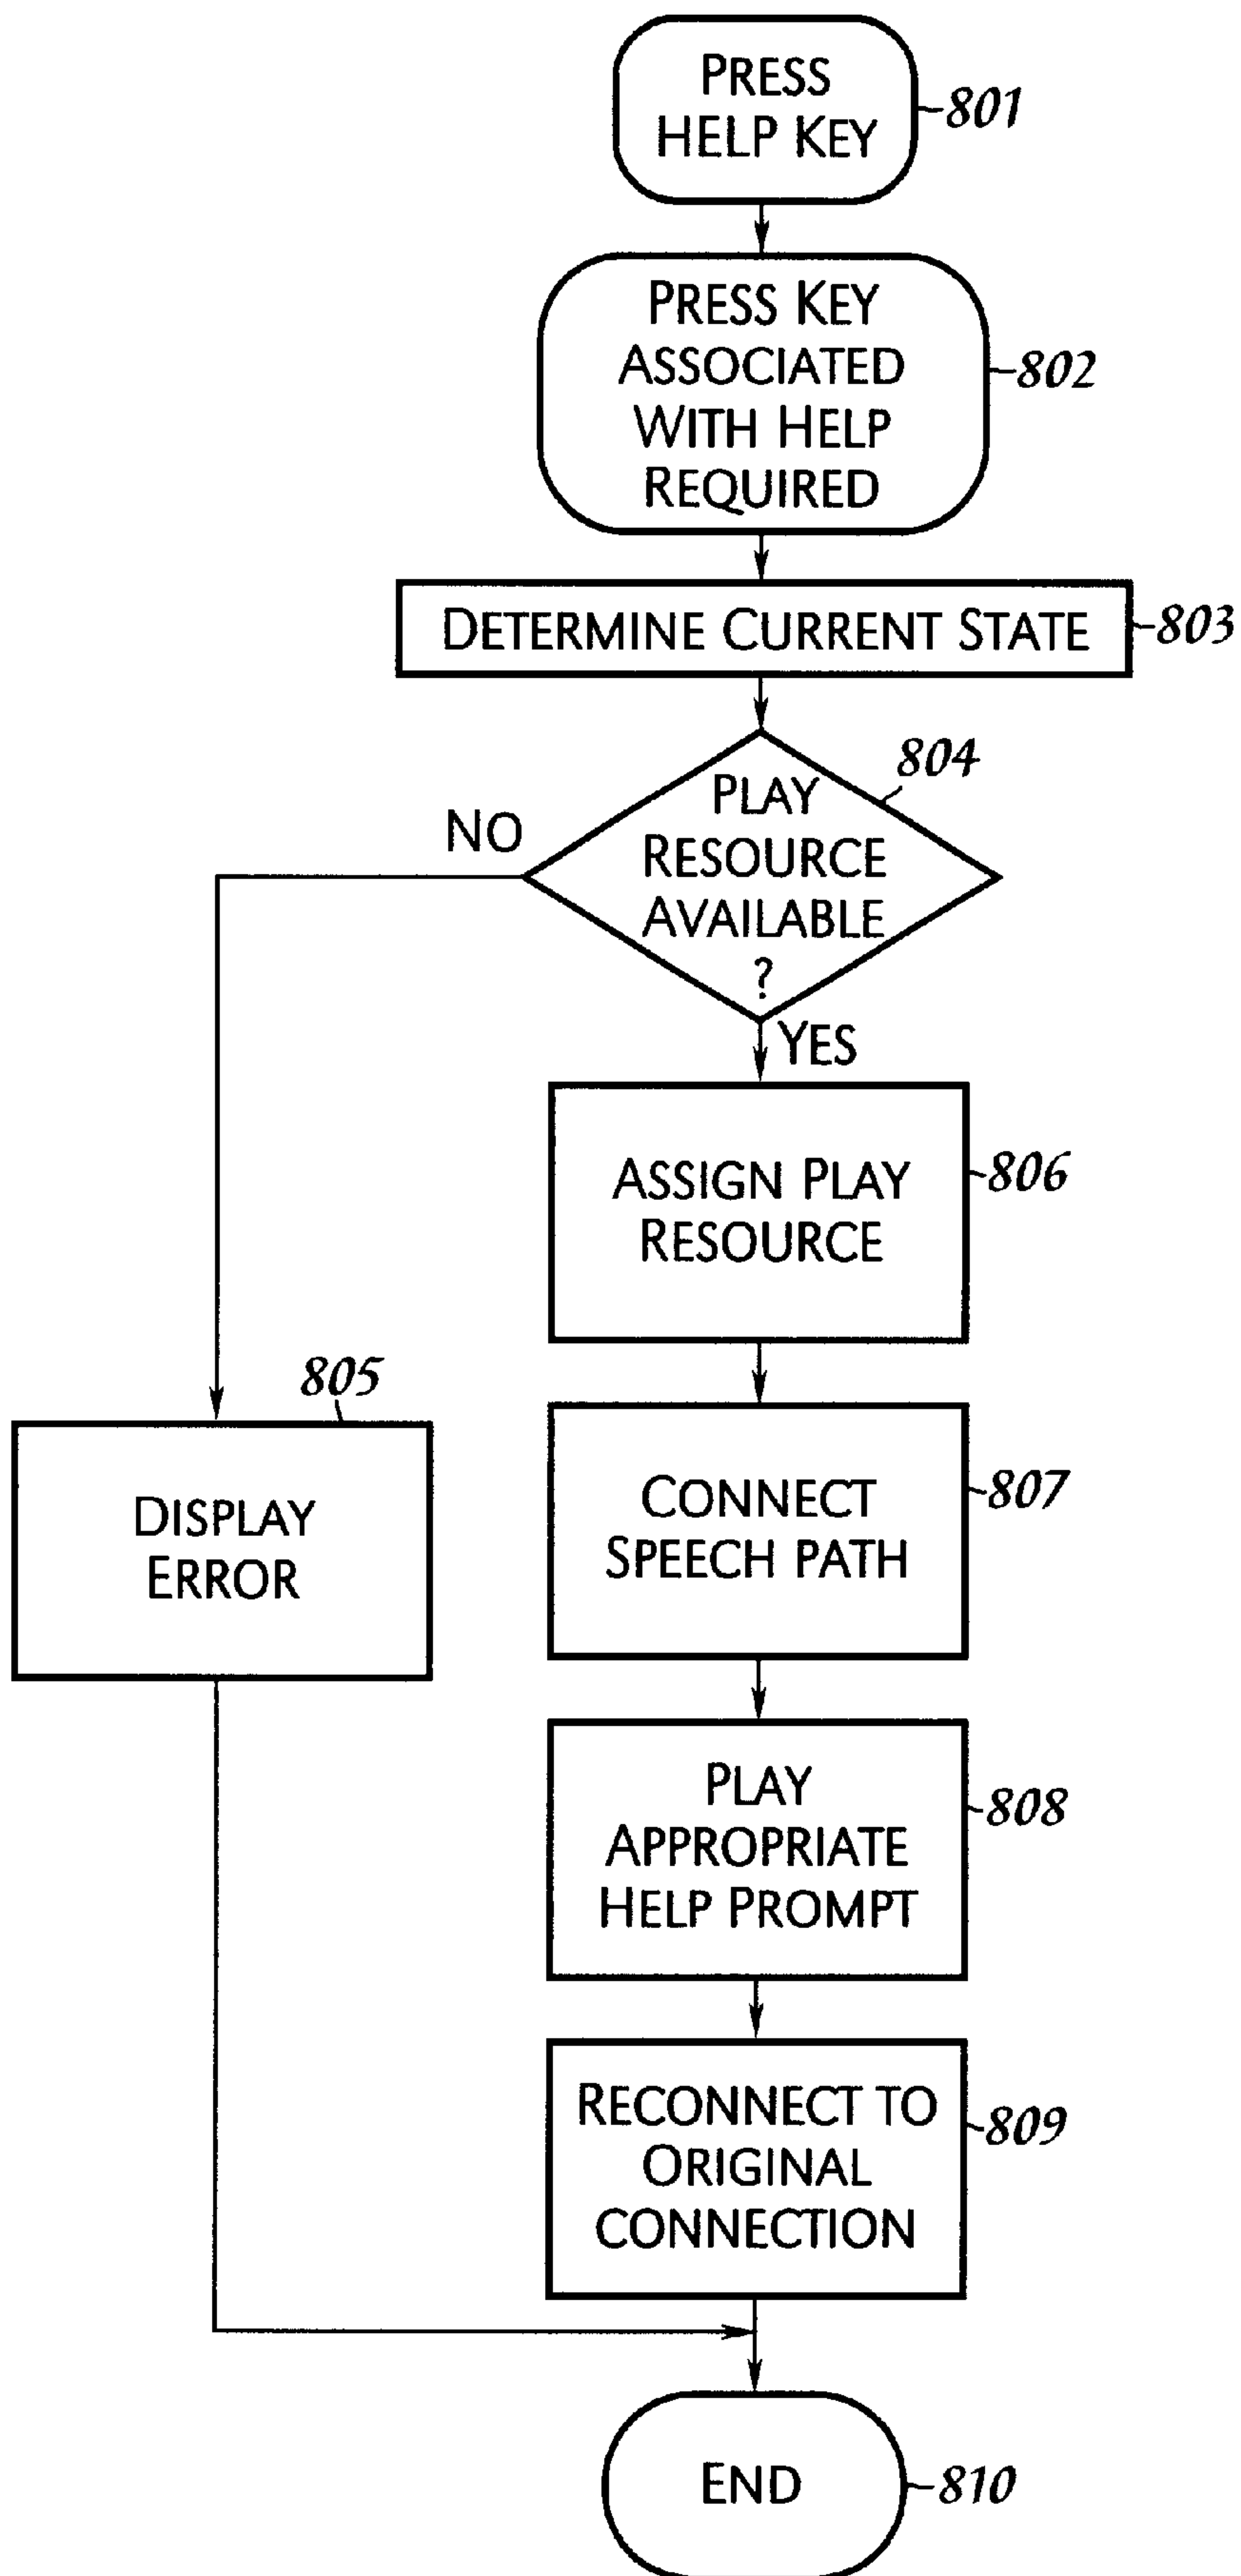 PRESS
HELP KEY
801
PRESS KEY
ASSOCIATED
WITH HELP
REQUIRED
802
DETERMINE CURRENT STATE
803
804
PLAY
RESOURCE
AVAILABLE
?
NO
YES
ASSIGN PLAY
RESOURCE
806
805
DISPLAY
ERROR
CONNECT
SPEECH PATH
807
PLAY
APPROPRIATE
HELP PROMPT
808
RECONNECT TO
ORIGINAL
CONNECTION
809
END
810